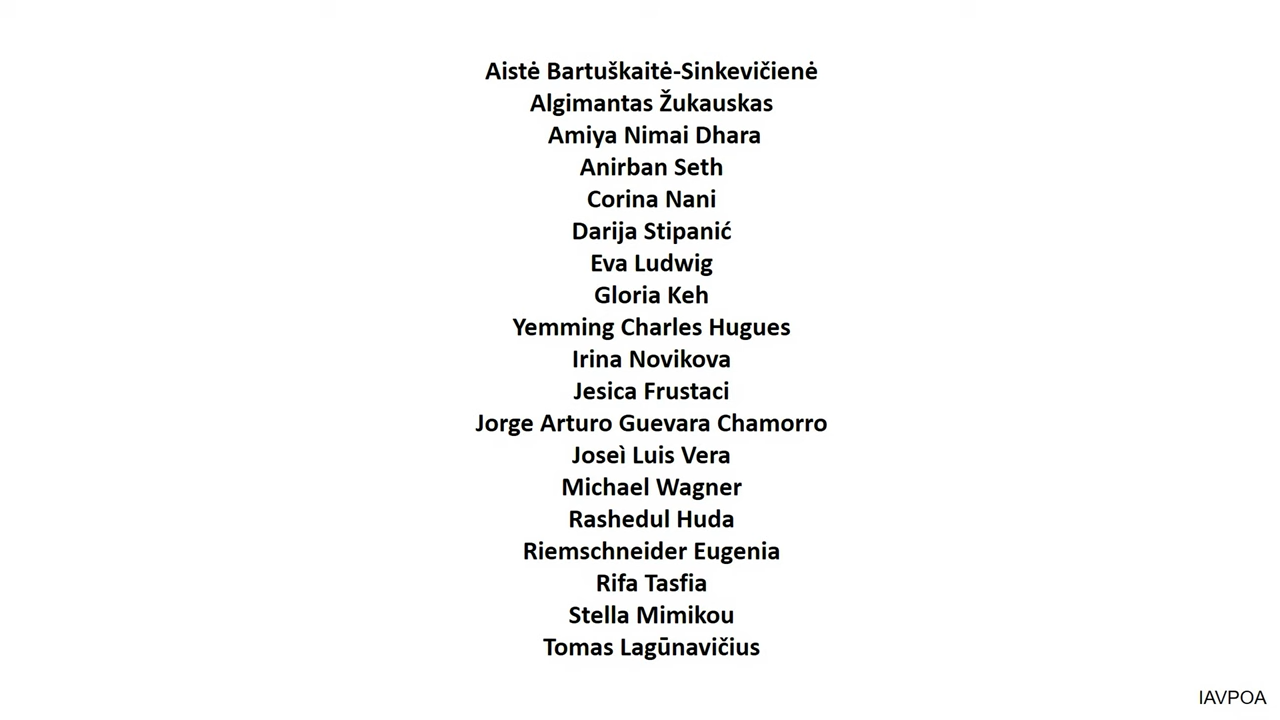 Aistė Bartuškaitė-Sinkevičienė
Algimantas Žukauskas
Amiya Nimai Dhara
Anirban Seth
Corina Nani
Darija Stipanić
Eva Ludwig
Gloria Keh
Yemming Charles Hugues
Irina Novikova
Jesica Frustaci
Jorge Arturo Guevara Chamorro
Joseì Luis Vera
Michael Wagner
Rashedul Huda
Riemschneider Eugenia
Rifa Tasfia
Stella Mimikou
Tomas Lagūnavičius
IAVPOA